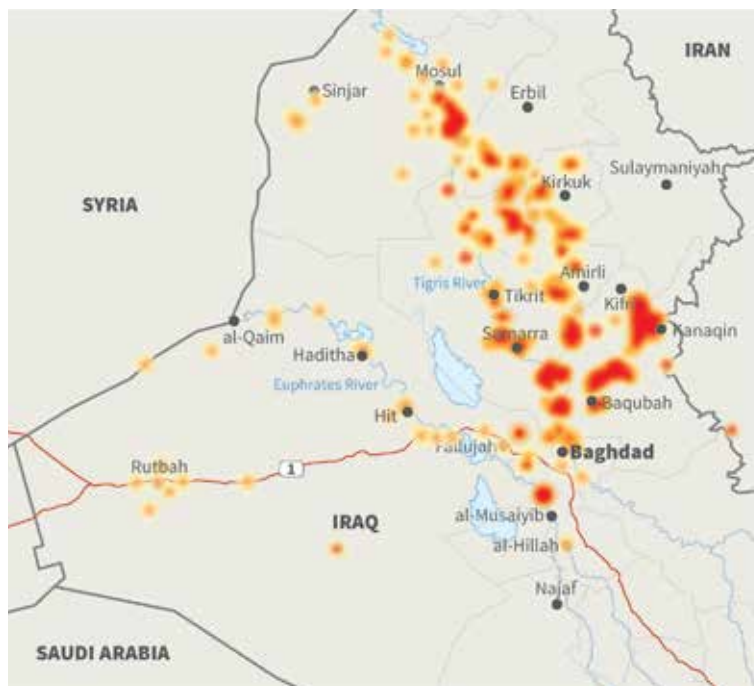 IRAN
Mosul
Sinjar
Erbil
Sulaymaniyah
Kirkuk
SYRIA
Amirli
Tigris River
Tikrit
Kifri
al-Qaim
Kanaqin
Samarra
Haditha
Euphrates River
Baqubah
Hit
Fallujah
Baghdad
Rutbah
1
al-Musaiyib
IRAQ
al-Hillah
Najaf
SAUDI ARABIA